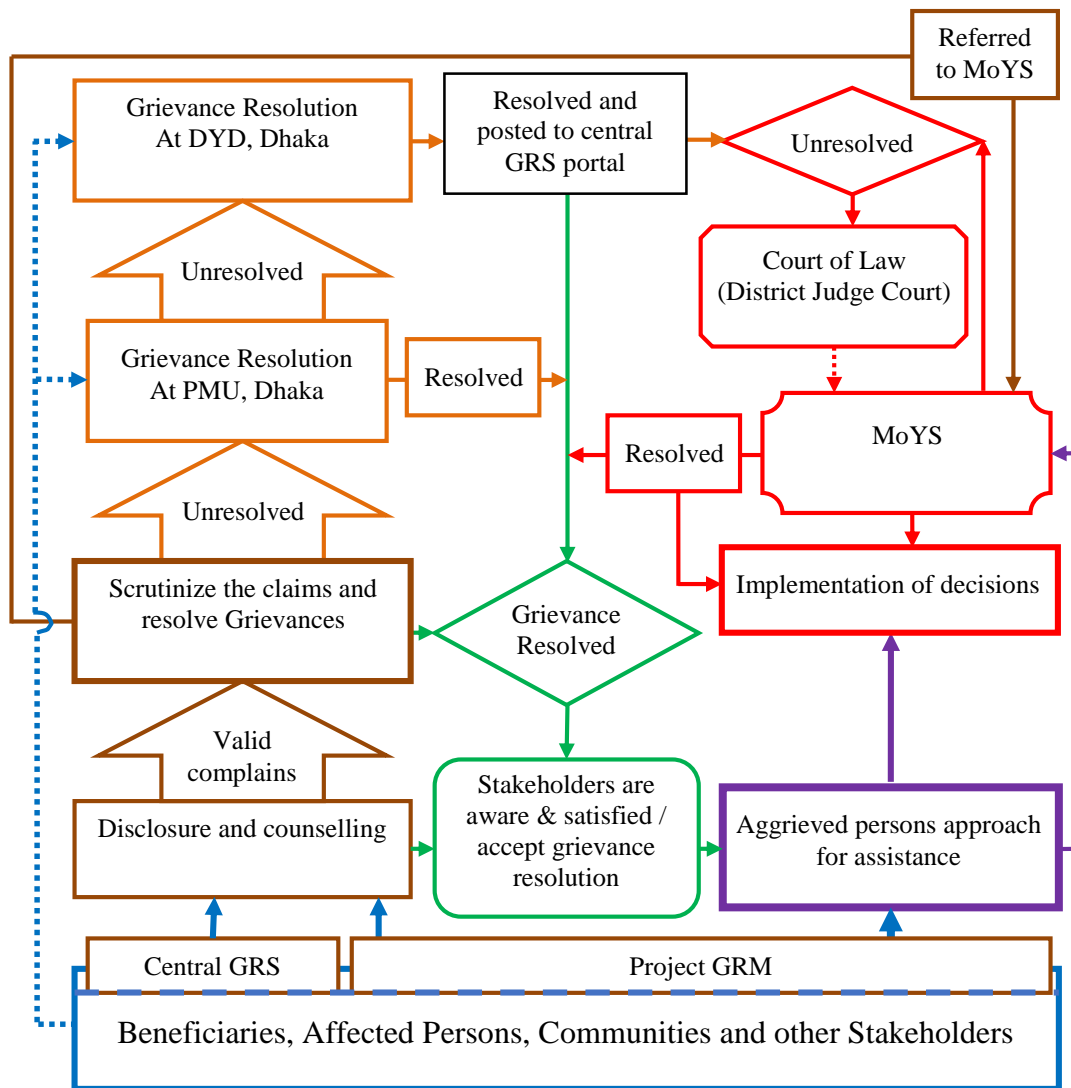 Referred
to MoYS
Grievance Resolution
At DYD, Dhaka
Resolved and
posted to central
GRS portal
Unresolved
Unresolved
Court of Law
(District Judge Court)
Grievance Resolution
At PMU, Dhaka
Resolved
MoYS
Resolved
Unresolved
Scrutinize the claims and
resolve Grievances
Grievance
Resolved
Implementation of decisions
Valid
complains
Disclosure and counselling
Stakeholders are
aware & satisfied /
accept grievance
resolution
Aggrieved persons approach
for assistance
Central GRS
Project GRM
Beneficiaries, Affected Persons, Communities and other Stakeholders